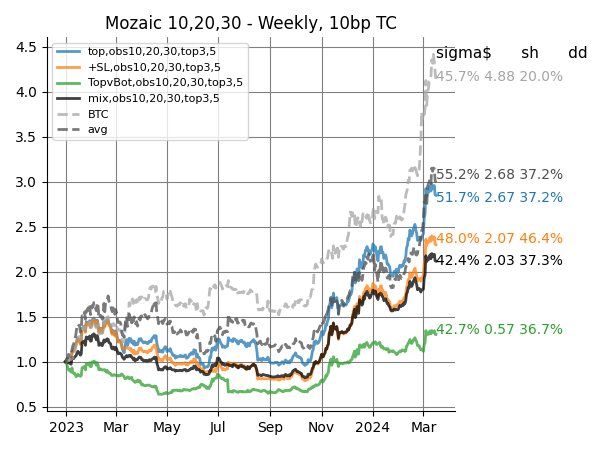 Mozaic 10,20,30 - Weekly, 10bp TC
sigma$ sh dd
top,obs10,20,30,top3,5
+SL,obs10,20,30,top3,5
TopvBot,obs10,20,30,top3,5
mix,obs10,20,30,top3,5
BTC
avg
45.7% 4.88 20.0%
55.2% 2.68 37.2%
51.7% 2.67 37.2%
48.0% 2.07 46.4%
42.4% 2.03 37.3%
42.7% 0.57 36.7%
4.5
4.0
3.5
3.0
2.5
2.0
1.5
1.0
0.5
2023 Mar May Jul Sep Nov 2024 Mar